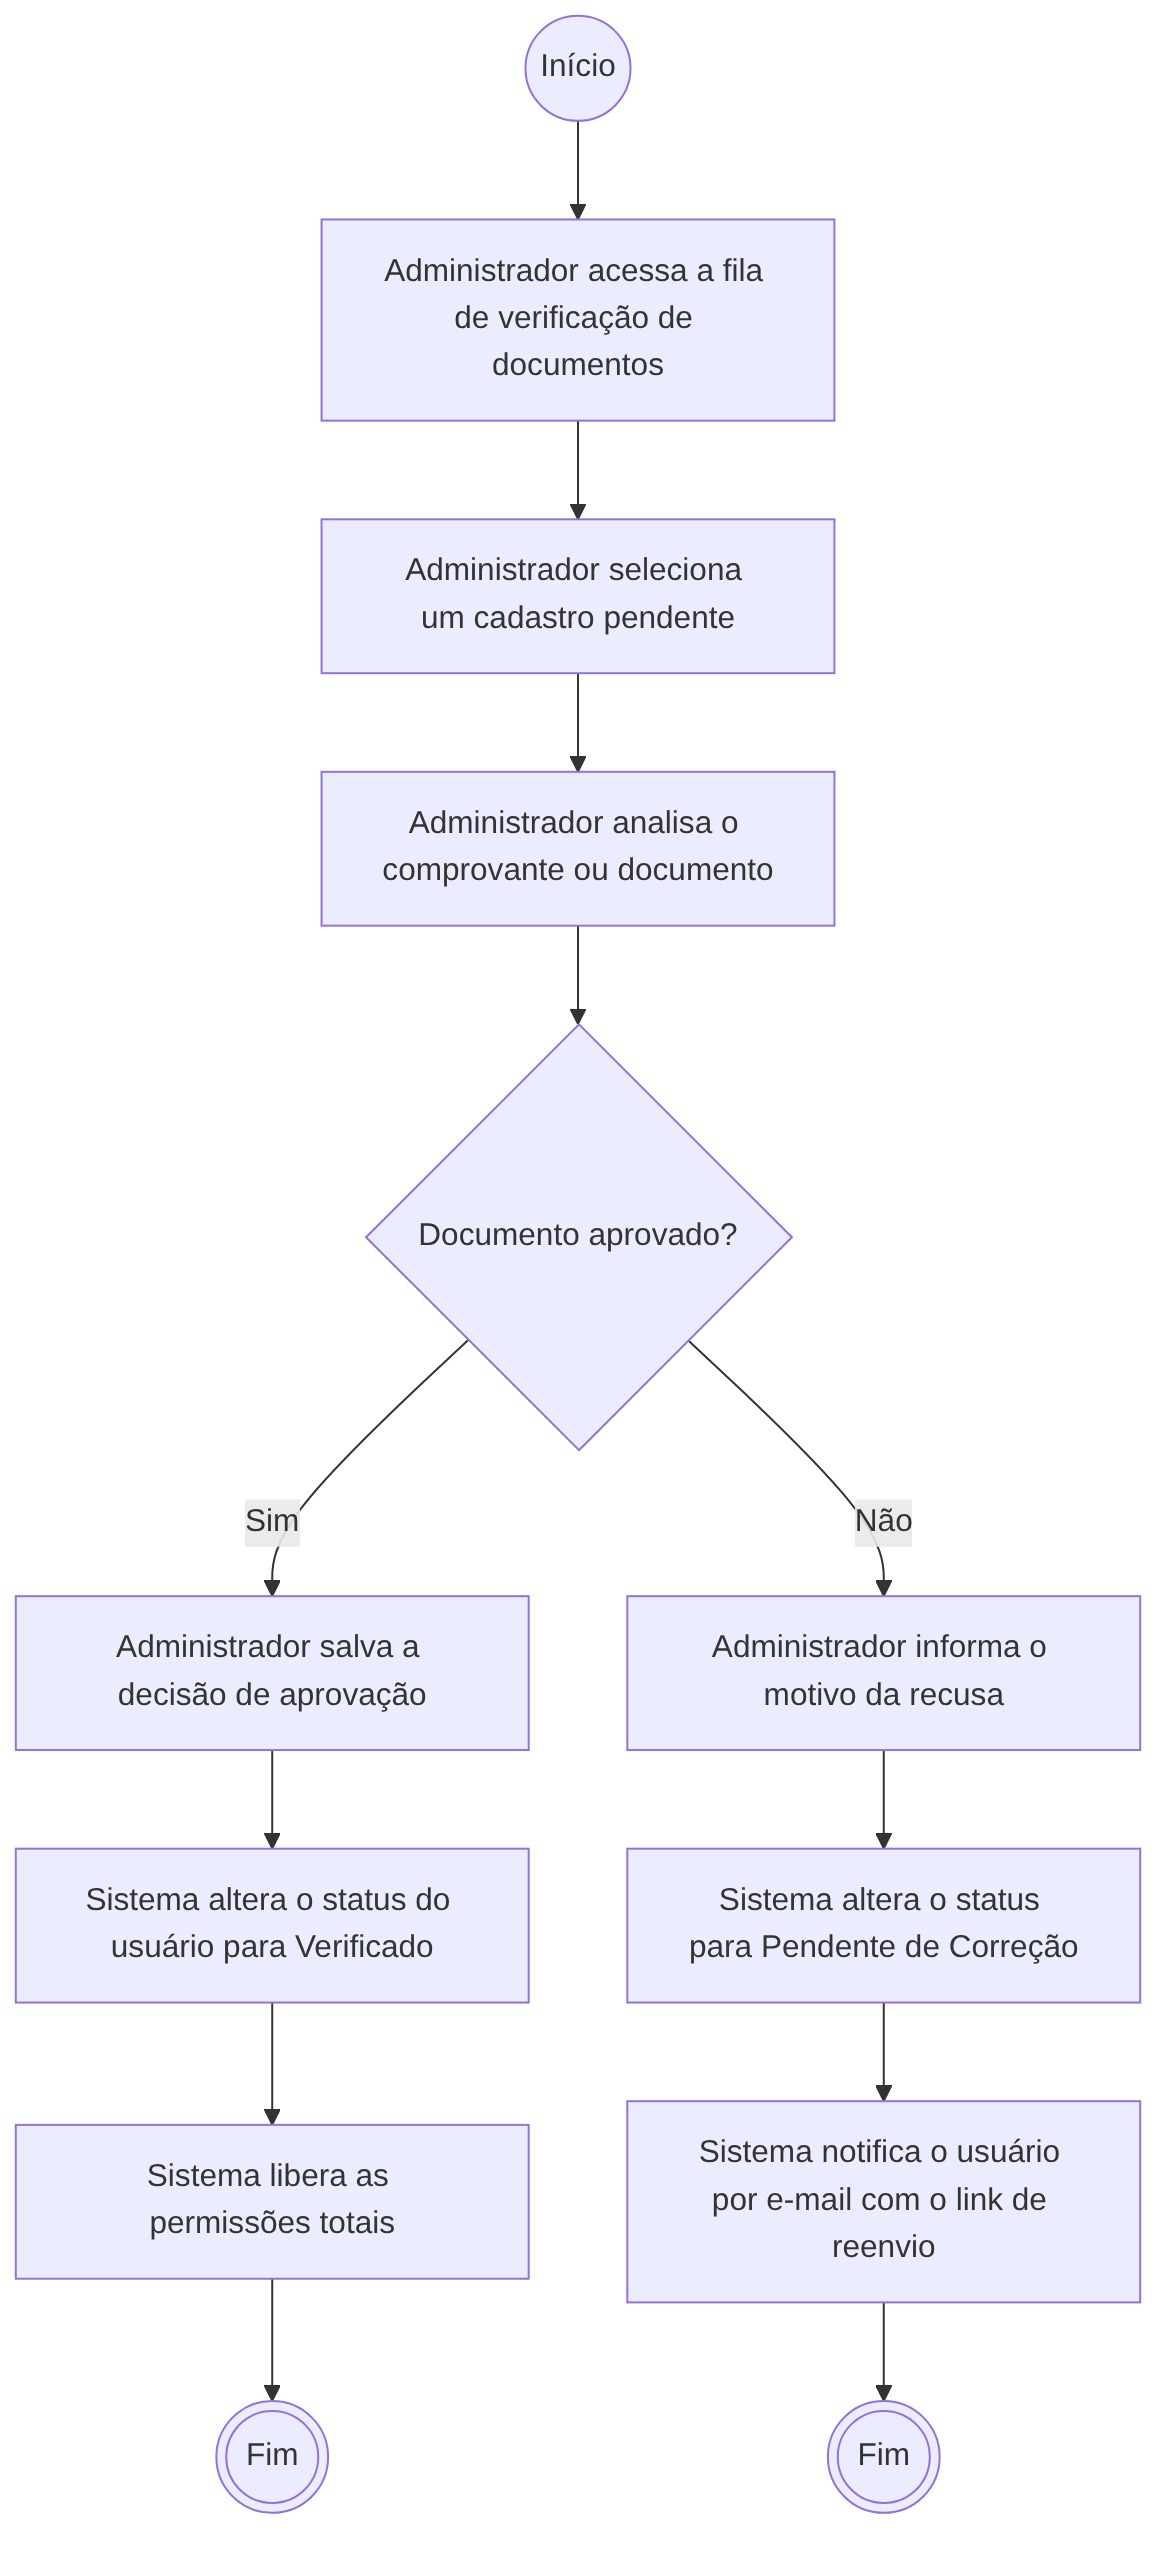 Início
Administrador acessa a fila
de verificação de
documentos
Administrador seleciona
um cadastro pendente
Administrador analisa o
comprovante ou documento
Documento aprovado?
Sim
Não
Administrador salva a
decisão de aprovação
Administrador informa o
motivo da recusa
Sistema altera o status do
usuário para Verificado
Sistema altera o status
para Pendente de Correção
Sistema libera as
permissões totais
Sistema notifica o usuário
por e-mail com o link de
reenvio
Fim
Fim